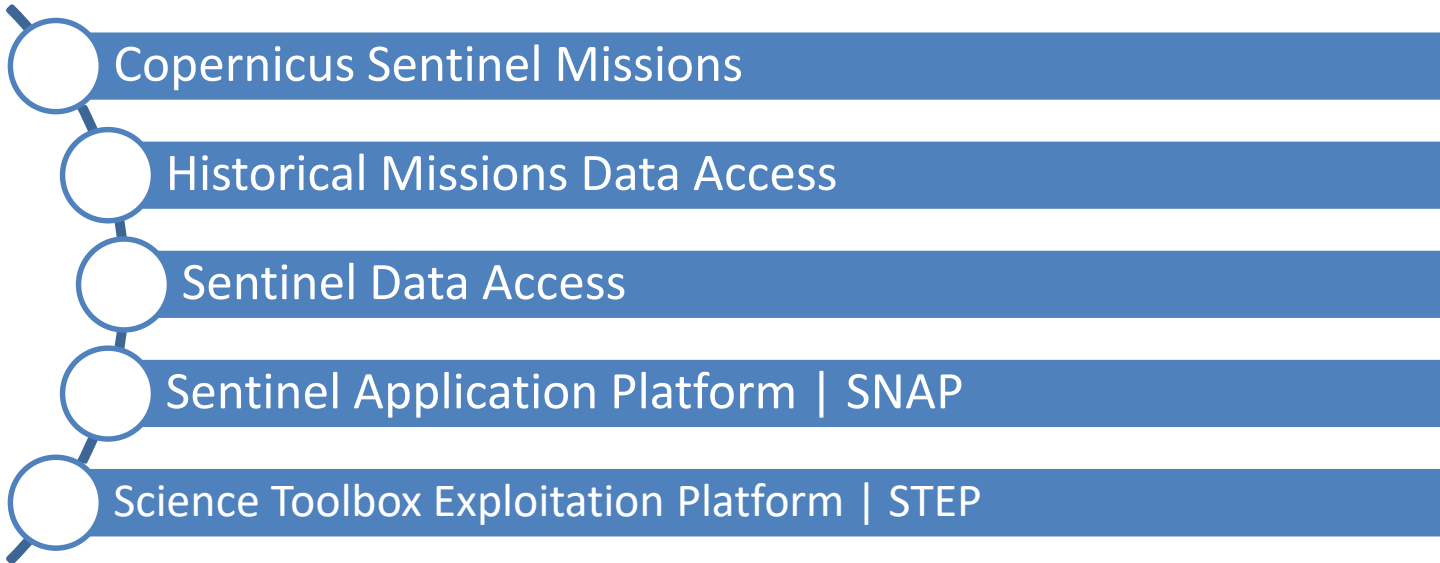 Copernicus Sentinel Missions
Historical Missions Data Access
Sentinel Data Access
Sentinel Application Platform | SNAP
Science Toolbox Exploitation Platform | STEP